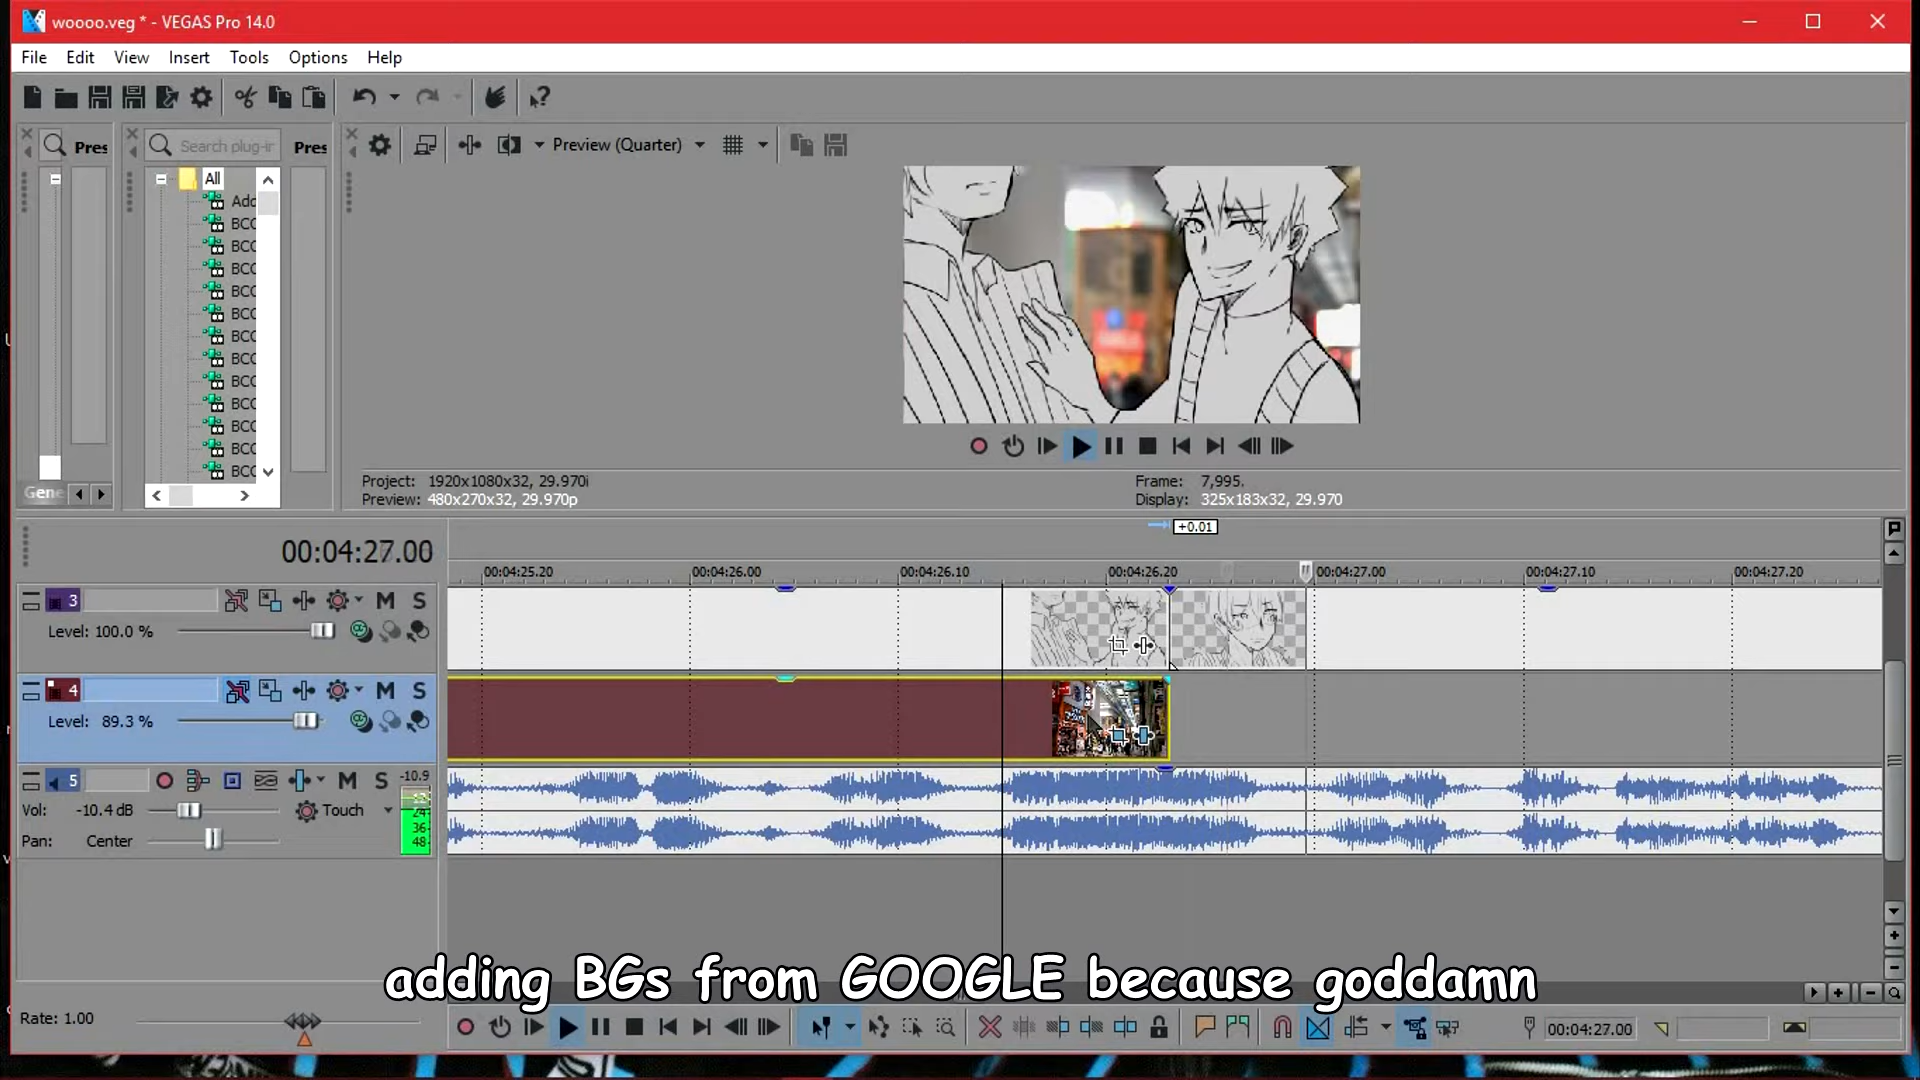 woooo.veg * - VEGAS Pro 14.0
File Edit View Insert Tools Options Help
Pres
Search plug-ir
Pres
Preview (Quarter)
All
Adc
BCC
BCC
BCC
BCC
BCC
BCC
BCC
BCC
BCC
BCC
BCC
BCC
Gene
Project: 1920x1080x32, 29.970i
Preview: 480x270x32, 29.970p
Frame: 7,995.
Display: 325x183x32, 29.970
+0.01
00:04:27.00
00:04:25.20 00:04:26.00 00:04:26.10 00:04:26.20 00:04:27.00 00:04:27.10 00:04:27.20
3 M S
Level: 100.0 %
4 M S
Level: 89.3 %
5 M S -10.9
Vol: -10.4 dB Touch
Pan: Center
12
24
36
48
adding BGs from GOOGLE because goddamn
Rate: 1.00
00:04:27.00